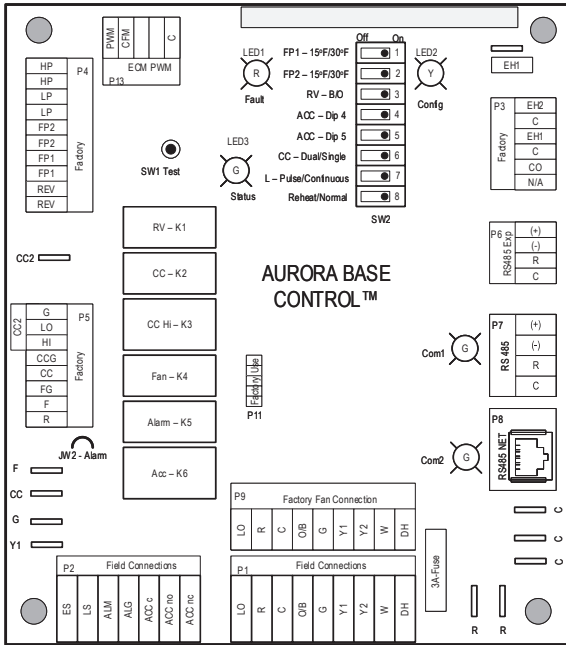 PWM
CFM
C
ECM PWM
P13
P4
HP
HP
LP
LP
FP2
FP2
FP1
FP1
REV
REV
Factory
SW1 Test
LED1
R
Fault
LED3
G
Status
Off On
FP1 – 15ºF/30ºF 1
FP2 – 15ºF/30ºF 2
RV – B/O 3
ACC – Dip 4 4
ACC – Dip 5 5
CC – Dual/Single 6
L – Pulse/Continuous 7
Reheat/Normal 8
SW2
LED2
Y
Config
EH1
P3
EH2
C
EH1
C
CO
N/A
Factory
P6
RS485 Exp
(+)
(-)
R
C
CC2
RV – K1
CC – K2
CC Hi – K3
Fan – K4
Alarm – K5
Acc – K6
AURORA BASE
CONTROL™
CC2
G
LO
HI
CCG
CC
FG
F
R
P5
Factory
JW2 - Alarm
Factory Use
P11
Com1
G
P7
RS 485
(+)
(-)
R
C
Com2
G
P8
RS485 NET
F
CC
G
Y1
P9
Factory Fan Connection
LO R C O/B G Y1 Y2 W DH
P2
Field Connections
ES LS ALM ALG ACC c ACC no ACC nc
P1
Field Connections
LO R C O/B G Y1 Y2 W DH
3A-Fuse
C
C
C
R
R